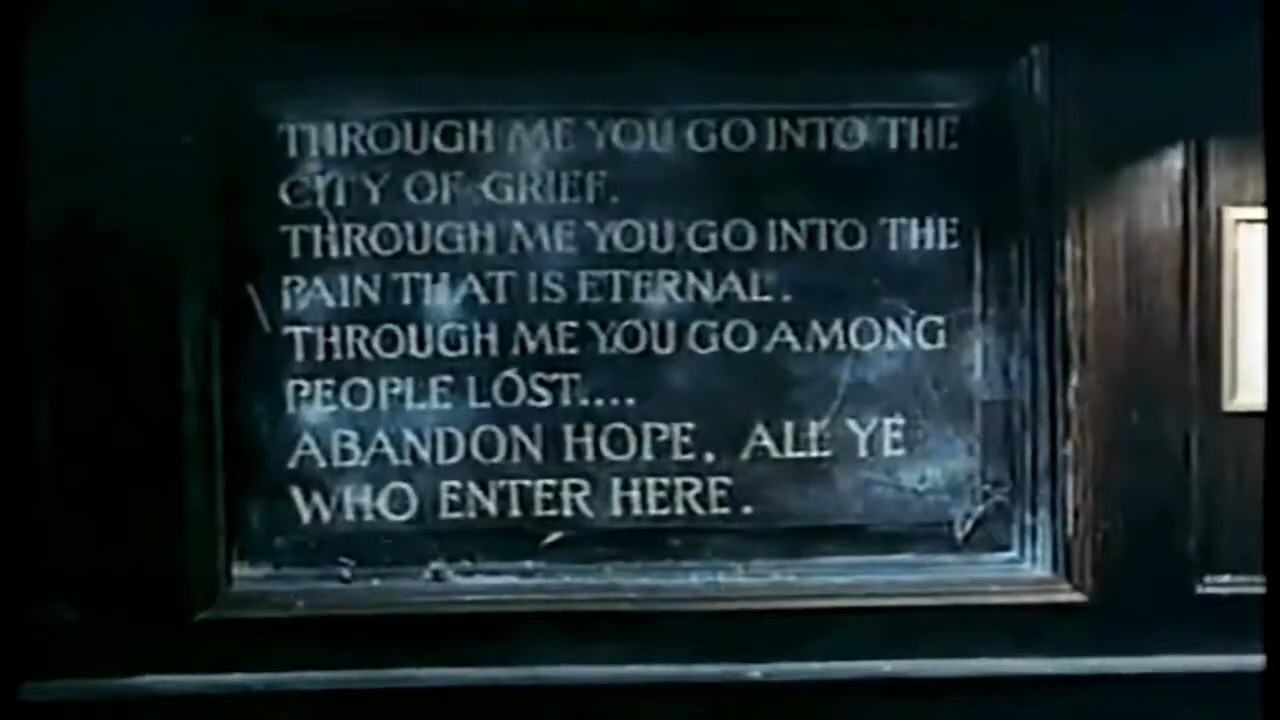 THROUGH ME YOU GO INTO THE
CITY OF GRIEF.
THROUGH ME YOU GO INTO THE
PAIN THAT IS ETERNAL.
THROUGH ME YOU GO AMONG
PEOPLE LOST....
ABANDON HOPE, ALL YE
WHO ENTER HERE.